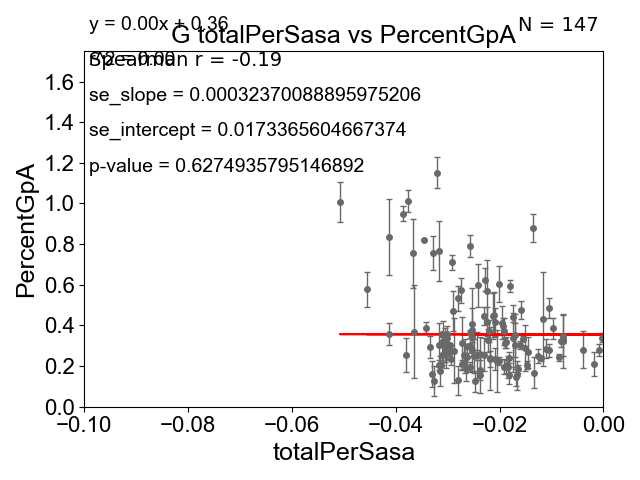 y = 0.00x + 0.36
N = 147
G totalPerSasa vs PercentGpA
Spearman r = -0.19
se_slope = 0.00032370088895975206
se_intercept = 0.0173365604667374
p-value = 0.6274935795146892
PercentGpA
1.6
1.4
1.2
1.0
0.8
0.6
0.4
0.2
0.0
−0.10 −0.08 −0.06 −0.04 −0.02 0.00
totalPerSasa